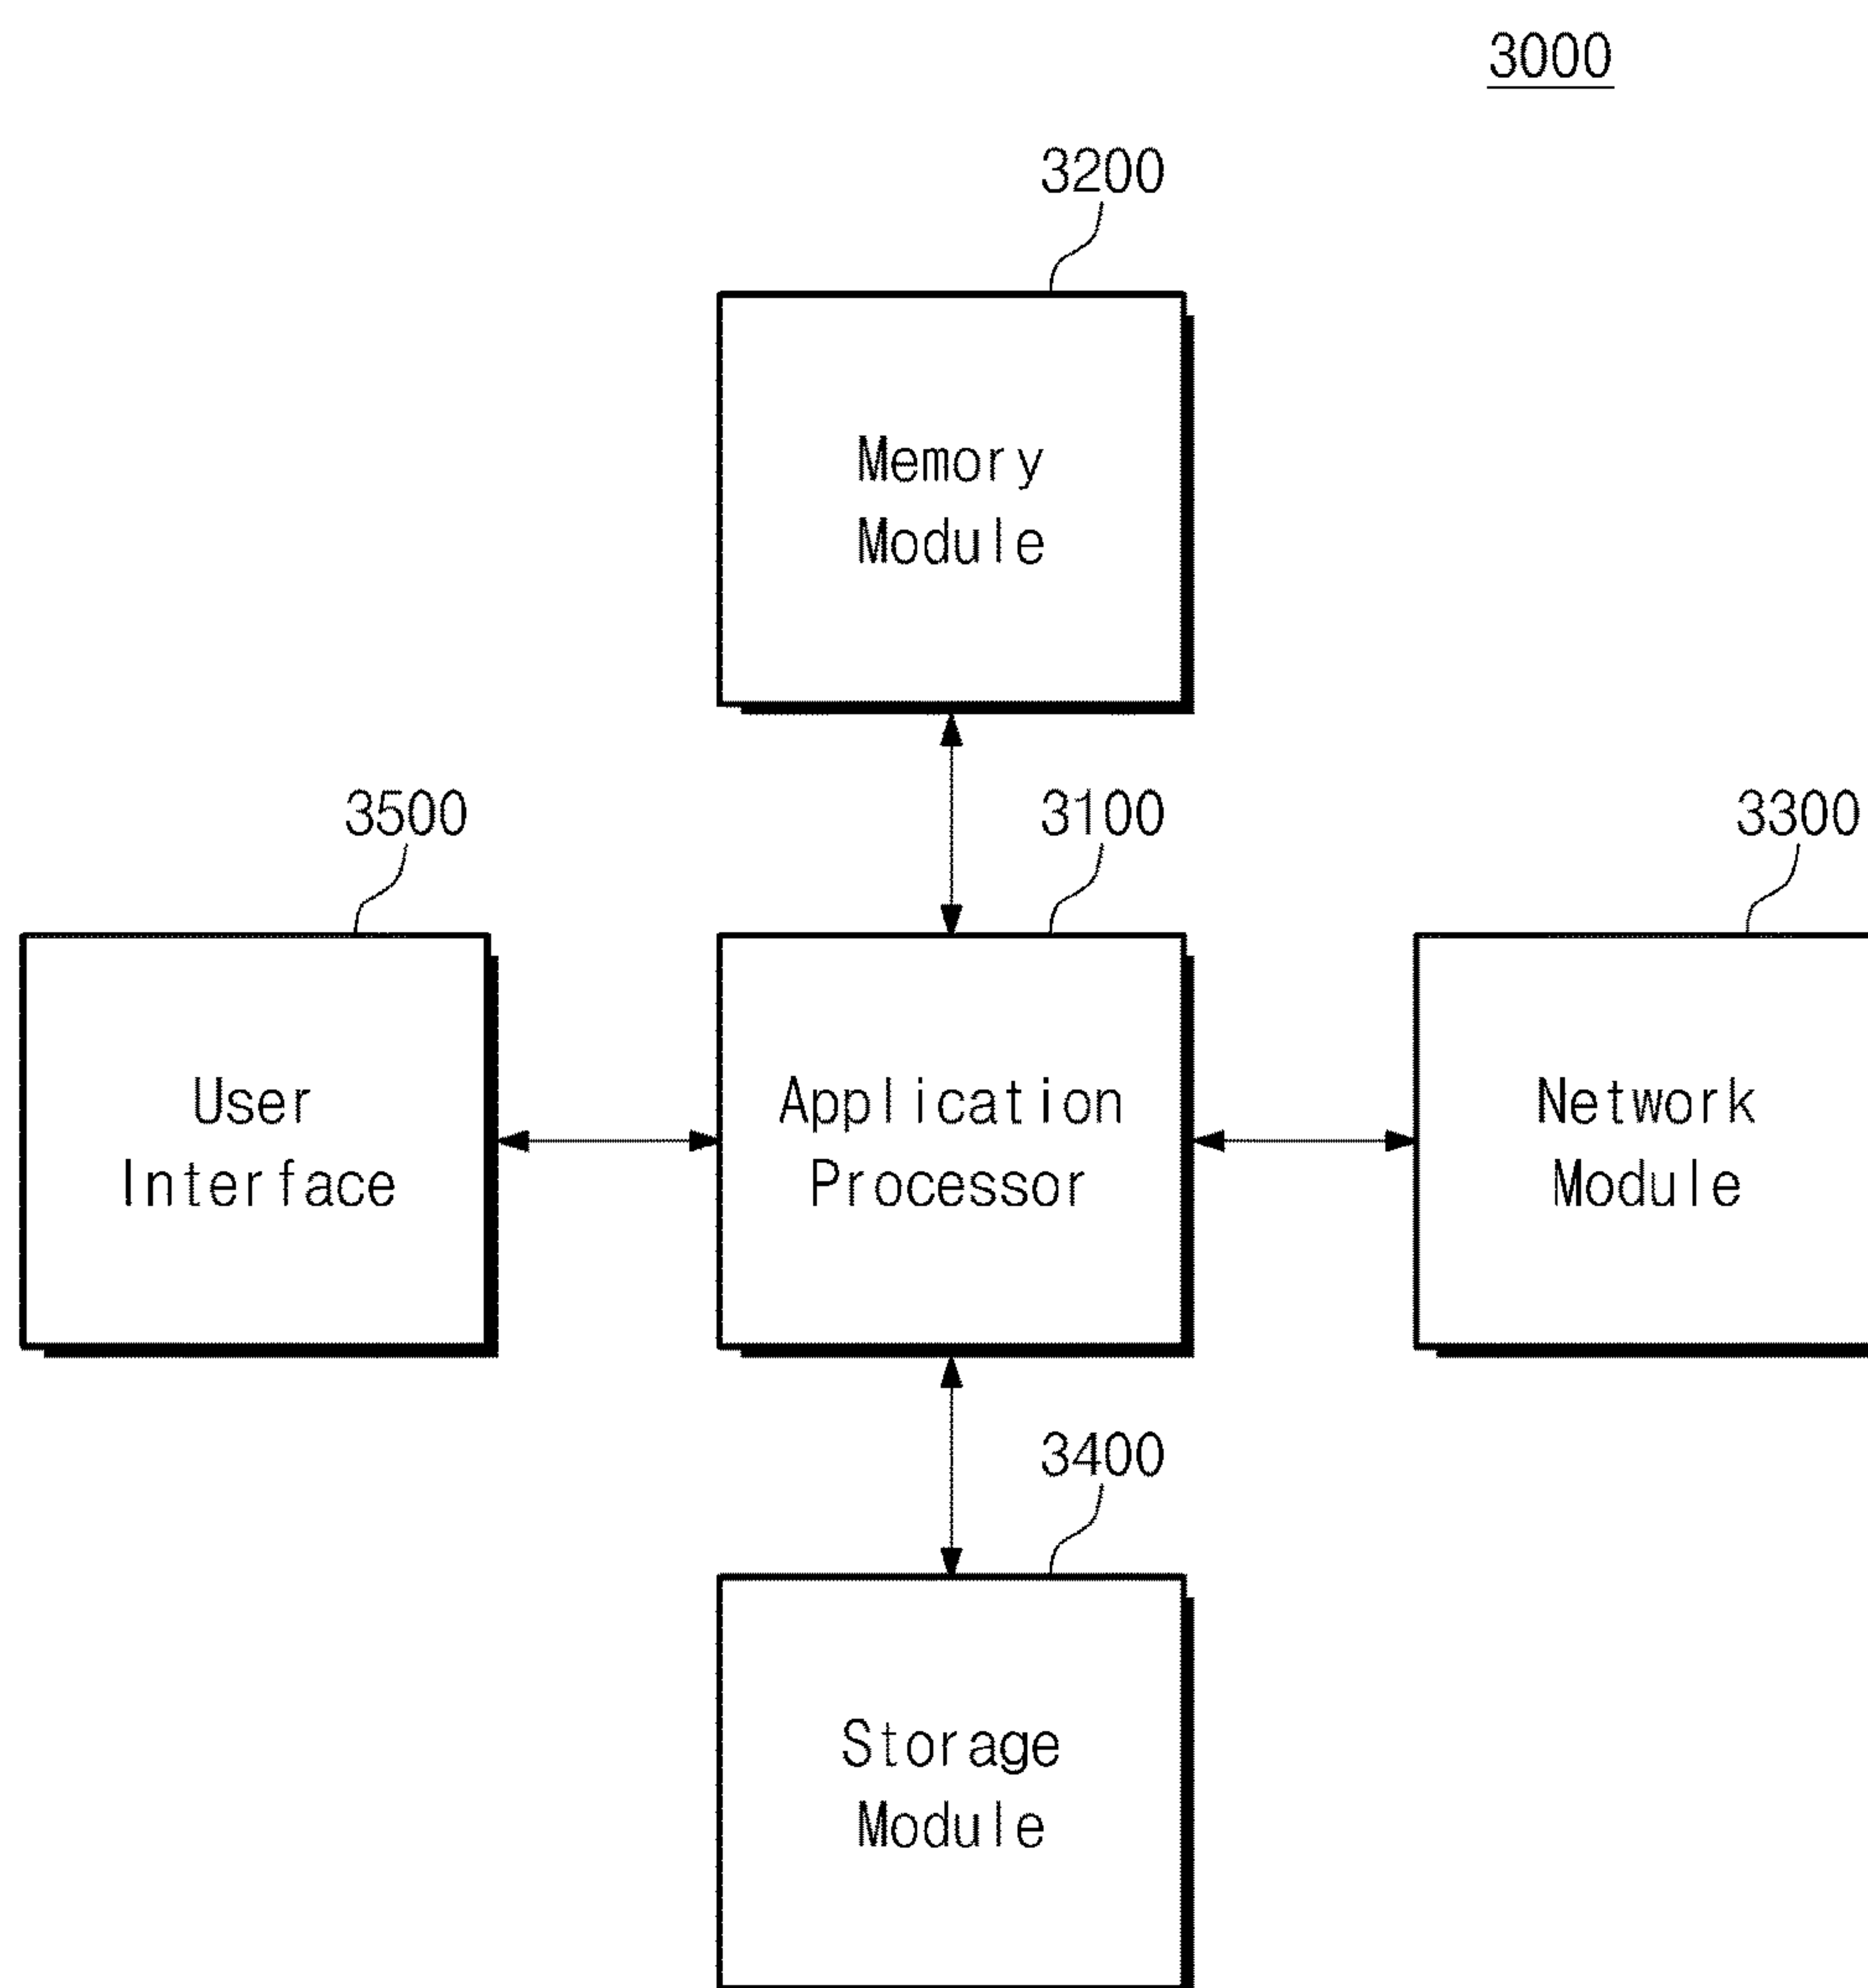 3000
3200
Memory
Module
3500
3100
3300
User
Interface
Application
Processor
Network
Module
3400
Storage
Module